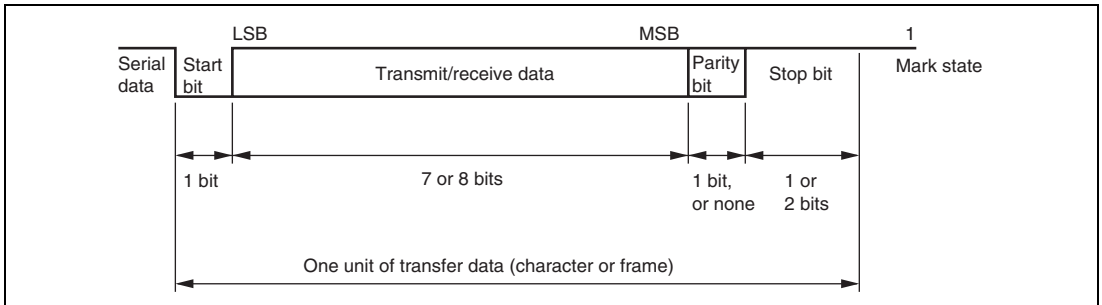 LSB MSB 1
Serial data
Start bit
Transmit/receive data
Parity bit
Stop bit
Mark state
1 bit
7 or 8 bits
1 bit, or none
1 or 2 bits
One unit of transfer data (character or frame)